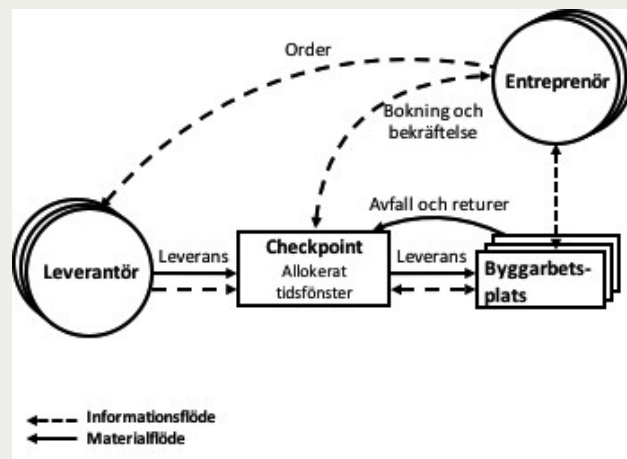 Order
Entreprenör
Bokning och
bekräftelse
Avfall och returer
Leverantör
Leverans
Checkpoint
Allokerat
tidsfönster
Leverans
Byggarbets-
plats
Informationsflöde
Materialflöde